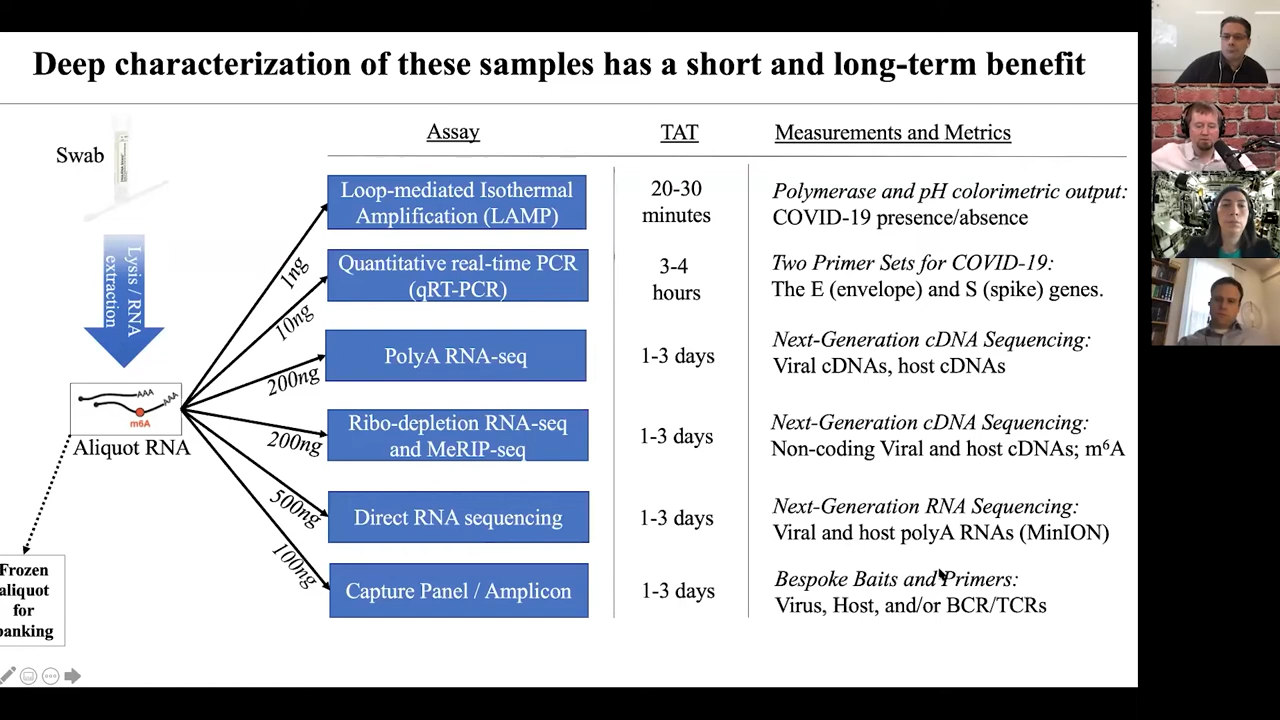 Deep characterization of these samples has a short and long-term benefit
Assay
TAT
Measurements and Metrics
Swab
Lysis / RNA
extraction
AAA
AAA
m6A
Aliquot RNA
Frozen
aliquot
for
banking
1ng
Loop-mediated Isothermal
Amplification (LAMP)
20-30
minutes
Polymerase and pH colorimetric output:
COVID-19 presence/absence
10ng
Quantitative real-time PCR
(qRT-PCR)
3-4
hours
Two Primer Sets for COVID-19:
The E (envelope) and S (spike) genes.
200ng
PolyA RNA-seq
1-3 days
Next-Generation cDNA Sequencing:
Viral cDNAs, host cDNAs
200ng
Ribo-depletion RNA-seq
and MeRIP-seq
1-3 days
Next-Generation cDNA Sequencing:
Non-coding Viral and host cDNAs; m⁶A
500ng
Direct RNA sequencing
1-3 days
Next-Generation RNA Sequencing:
Viral and host polyA RNAs (MinION)
100ng
Capture Panel / Amplicon
1-3 days
Bespoke Baits and Primers:
Virus, Host, and/or BCR/TCRs